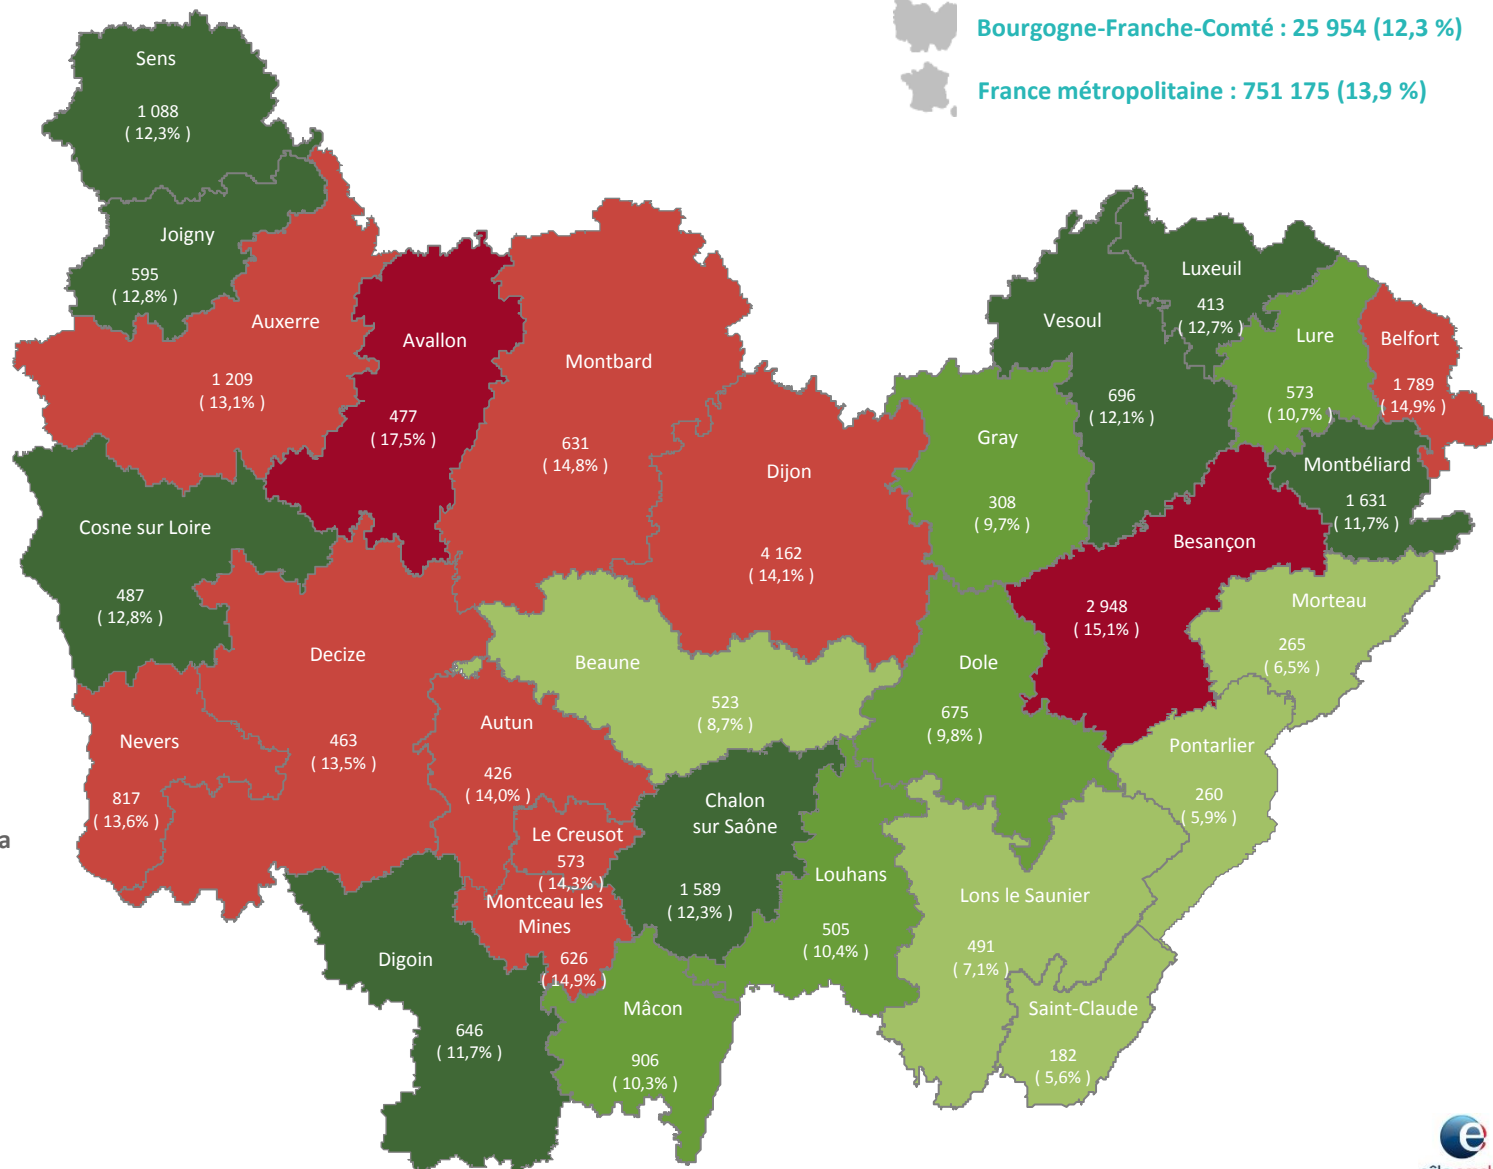 Bourgogne-Franche-Comté : 25 954 (12,3 %)
France métropolitaine : 751 175 (13,9 %)
Sens
1 088
( 12,3% )
Joigny
595
(12,8% )
Auxerre
1 209
( 13,1% )
Avallon
477
( 17,5% )
Montbard
631
( 14,8% )
Dijon
4 162
( 14,1% )
Gray
308
( 9,7% )
Vesoul
696
( 12,1% )
Luxeuil
413
( 12,7% )
Lure
573
( 10,7% )
Belfort
1 789
( 14,9% )
Montbéliard
1 631
( 11,7% )
Besançon
2 948
( 15,1% )
Morteau
265
( 6,5% )
Cosne sur Loire
487
( 12,8% )
Decize
463
( 13,5% )
Nevers
817
( 13,6% )
a
Autun
426
( 14,0% )
Beaune
523
( 8,7% )
Dole
675
( 9,8% )
Pontarlier
260
( 5,9% )
Le Creusot
573
( 14,3% )
Chalon
sur Saône
1 589
( 12,3% )
Louhans
505
( 10,4% )
Lons le Saunier
491
( 7,1% )
Montceau les
Mines
626
( 14,9% )
Digoin
646
( 11,7% )
Mâcon
906
( 10,3% )
Saint-Claude
182
( 5,6% )
e